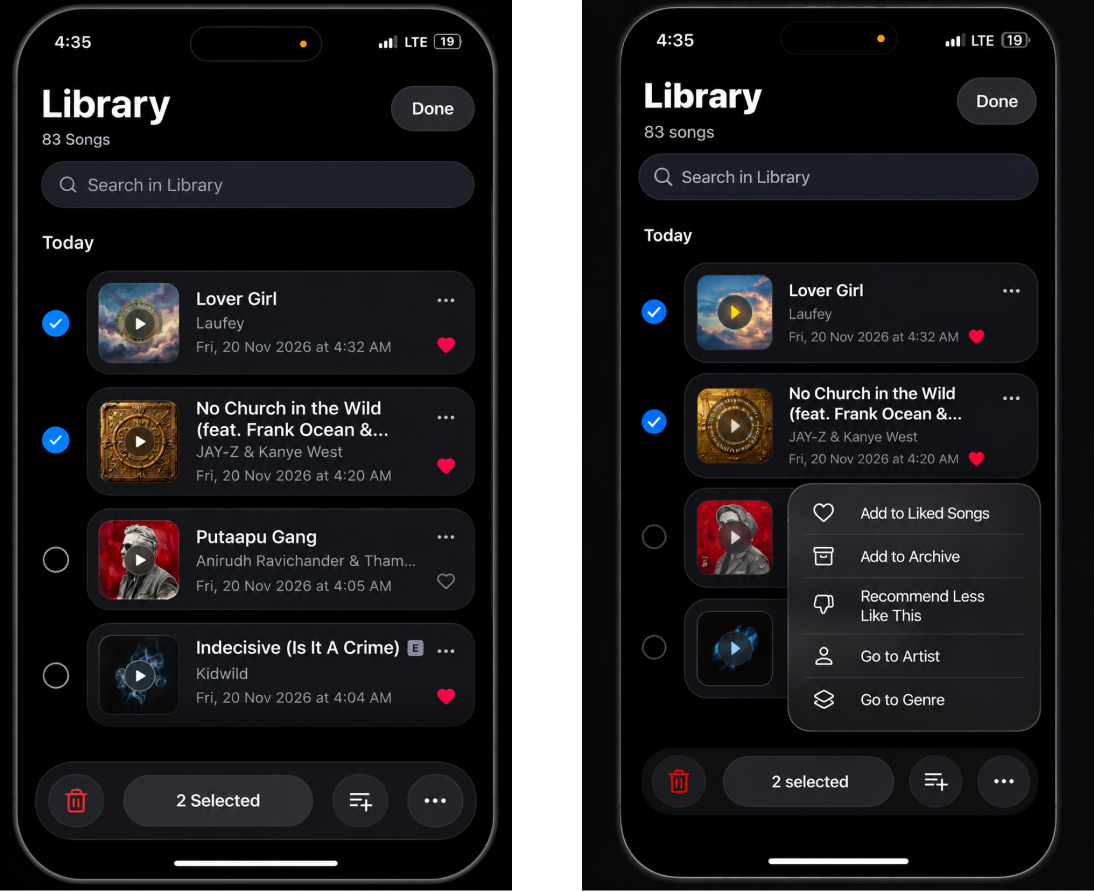 4:35
LTE 19
Library
Done
83 Songs
Search in Library
Today
Lover Girl
Laufey
Fri, 20 Nov 2026 at 4:32 AM
No Church in the Wild
(feat. Frank Ocean &...
JAY-Z & Kanye West
Fri, 20 Nov 2026 at 4:20 AM
Putaapu Gang
Anirudh Ravichander & Tham...
Fri, 20 Nov 2026 at 4:05 AM
Indecisive (Is It A Crime) E
Kidwild
Fri, 20 Nov 2026 at 4:04 AM
2 Selected
4:35
LTE 19
Library
Done
83 songs
Search in Library
Today
Lover Girl
Laufey
Fri, 20 Nov 2026 at 4:32 AM
No Church in the Wild
(feat. Frank Ocean &...
JAY-Z & Kanye West
Fri, 20 Nov 2026 at 4:20 AM
Add to Liked Songs
Add to Archive
Recommend Less
Like This
Go to Artist
Go to Genre
2 selected